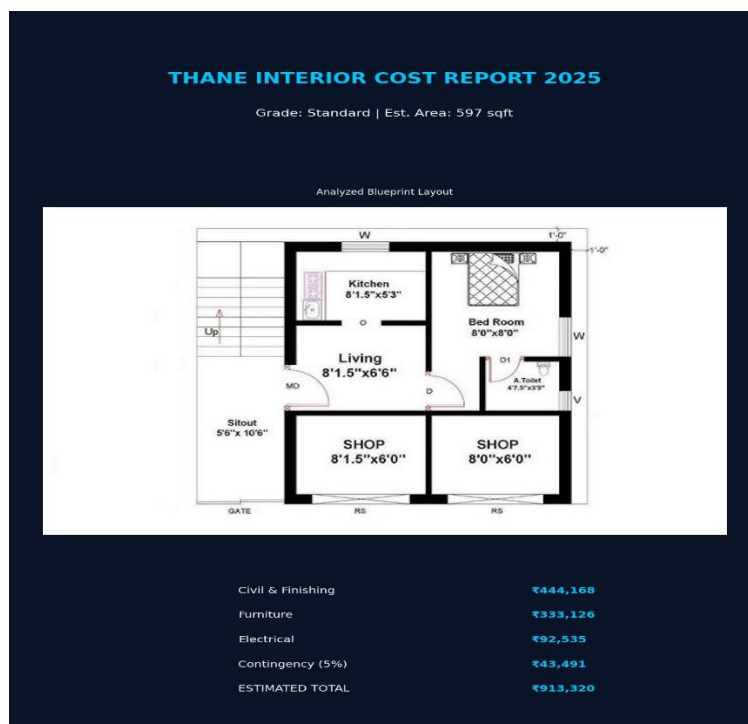 THANE INTERIOR COST REPORT 2025
Grade: Standard | Est. Area: 597 sqft
Analyzed Blueprint Layout
W
1'-0"
1'-0"
Kitchen
8'1.5"x5'3"
Up
O
Bed Room
8'0"x8'0"
W
Living
8'1.5"x6'6"
D1
MD
D
A.Toilet
4'7.5"x3'9"
V
Sitout
5'6"x 10'6"
SHOP
8'1.5"x6'0"
SHOP
8'0"x6'0"
GATE
RS
RS
Civil & Finishing ₹444,168
Furniture ₹333,126
Electrical ₹92,535
Contingency (5%) ₹43,491
ESTIMATED TOTAL ₹913,320